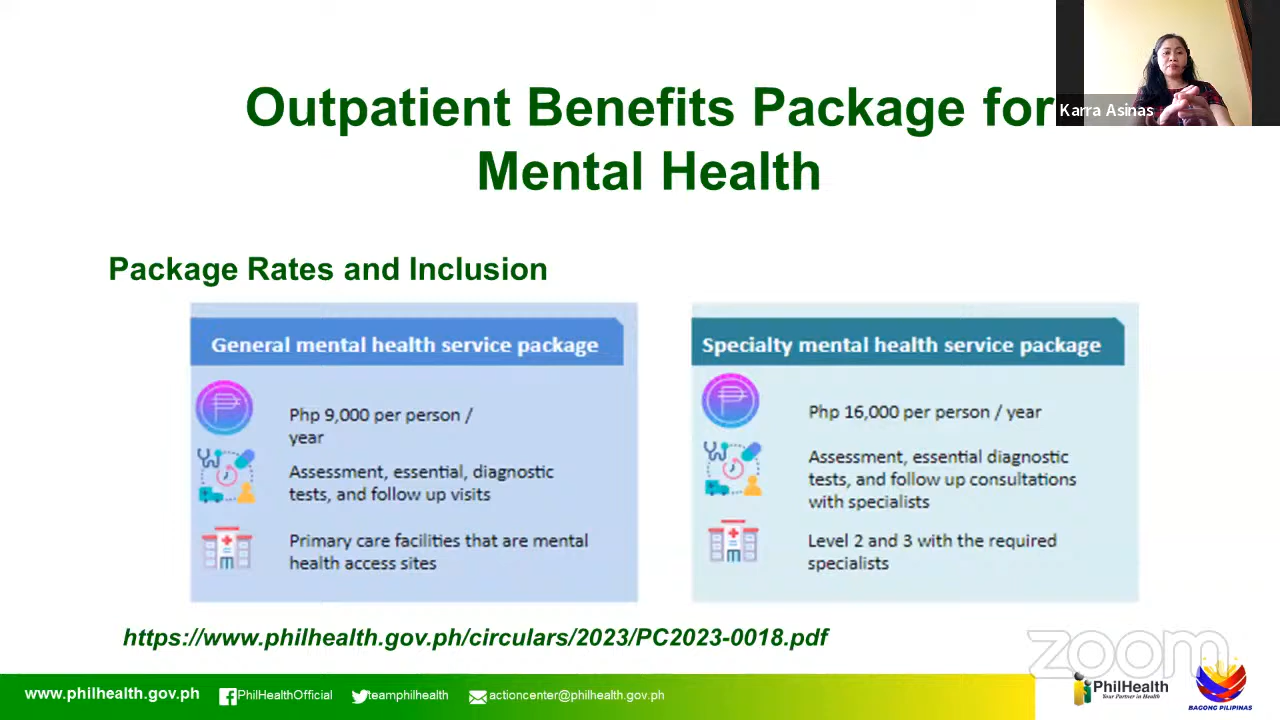 Outpatient Benefits Package for
Mental Health
Karra Asinas
Package Rates and Inclusion
General mental health service package
Php 9,000 per person /
year
Assessment, essential, diagnostic
tests, and follow up visits
Primary care facilities that are mental
health access sites
Specialty mental health service package
Php 16,000 per person / year
Assessment, essential diagnostic
tests, and follow up consultations
with specialists
Level 2 and 3 with the required
specialists
https://www.philhealth.gov.ph/circulars/2023/PC2023-0018.pdf
zoom
www.philhealth.gov.ph
PhilHealthOfficial
teamphilhealth
actioncenter@philhealth.gov.ph
PhilHealth
Your Partner in Health
BAGONG PILIPINAS